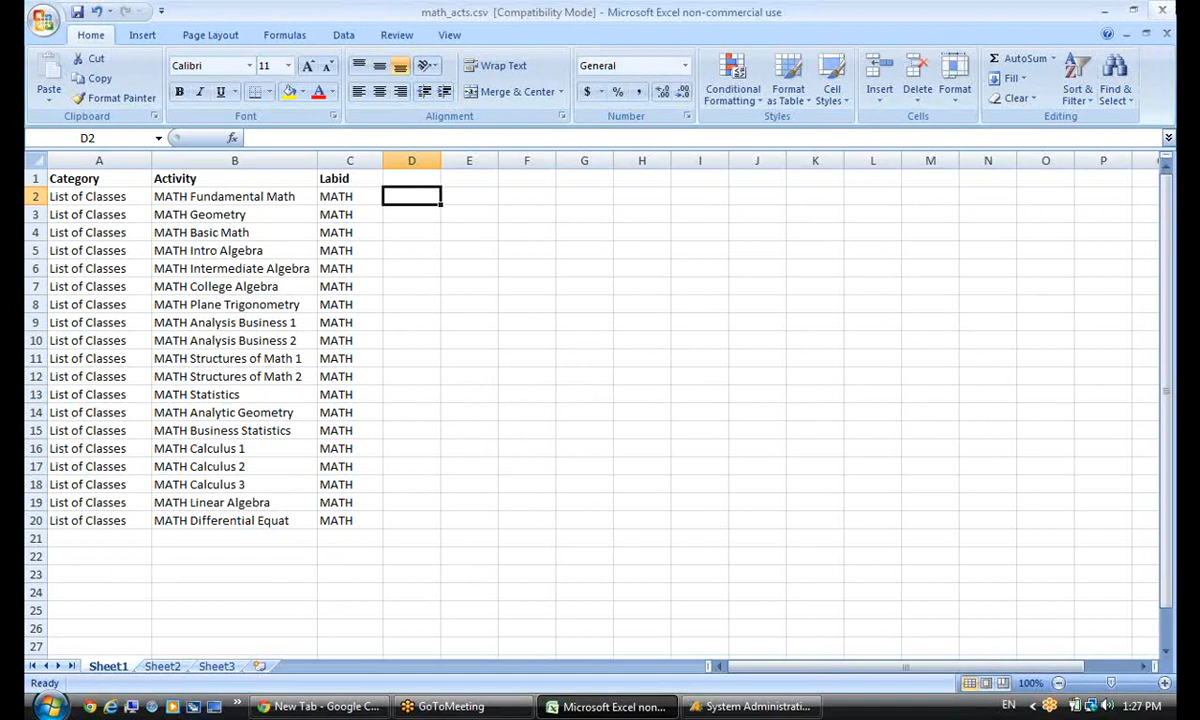 math_acts.csv [Compatibility Mode] - Microsoft Excel non-commercial use
Home Insert Page Layout Formulas Data Review View
Paste
Cut
Copy
Format Painter
Clipboard
Calibri 11
B I U
Font
Wrap Text
Merge & Center
Alignment
General
$ % ,
Number
Conditional Formatting
Format as Table
Cell Styles
Styles
Insert Delete Format
Cells
Σ AutoSum
Fill
Clear
Sort & Filter
Find & Select
Editing
D2 fx
A B C D E F G H I J K L M N O P
1 Category Activity Labid
2 List of Classes MATH Fundamental Math MATH
3 List of Classes MATH Geometry MATH
4 List of Classes MATH Basic Math MATH
5 List of Classes MATH Intro Algebra MATH
6 List of Classes MATH Intermediate Algebra MATH
7 List of Classes MATH College Algebra MATH
8 List of Classes MATH Plane Trigonometry MATH
9 List of Classes MATH Analysis Business 1 MATH
10 List of Classes MATH Analysis Business 2 MATH
11 List of Classes MATH Structures of Math 1 MATH
12 List of Classes MATH Structures of Math 2 MATH
13 List of Classes MATH Statistics MATH
14 List of Classes MATH Analytic Geometry MATH
15 List of Classes MATH Business Statistics MATH
16 List of Classes MATH Calculus 1 MATH
17 List of Classes MATH Calculus 2 MATH
18 List of Classes MATH Calculus 3 MATH
19 List of Classes MATH Linear Algebra MATH
20 List of Classes MATH Differential Equat MATH
21
22
23
24
25
26
27
Sheet1 Sheet2 Sheet3
Ready 100%
New Tab - Google C... GoToMeeting Microsoft Excel non-... System Administrati... EN 1:27 PM